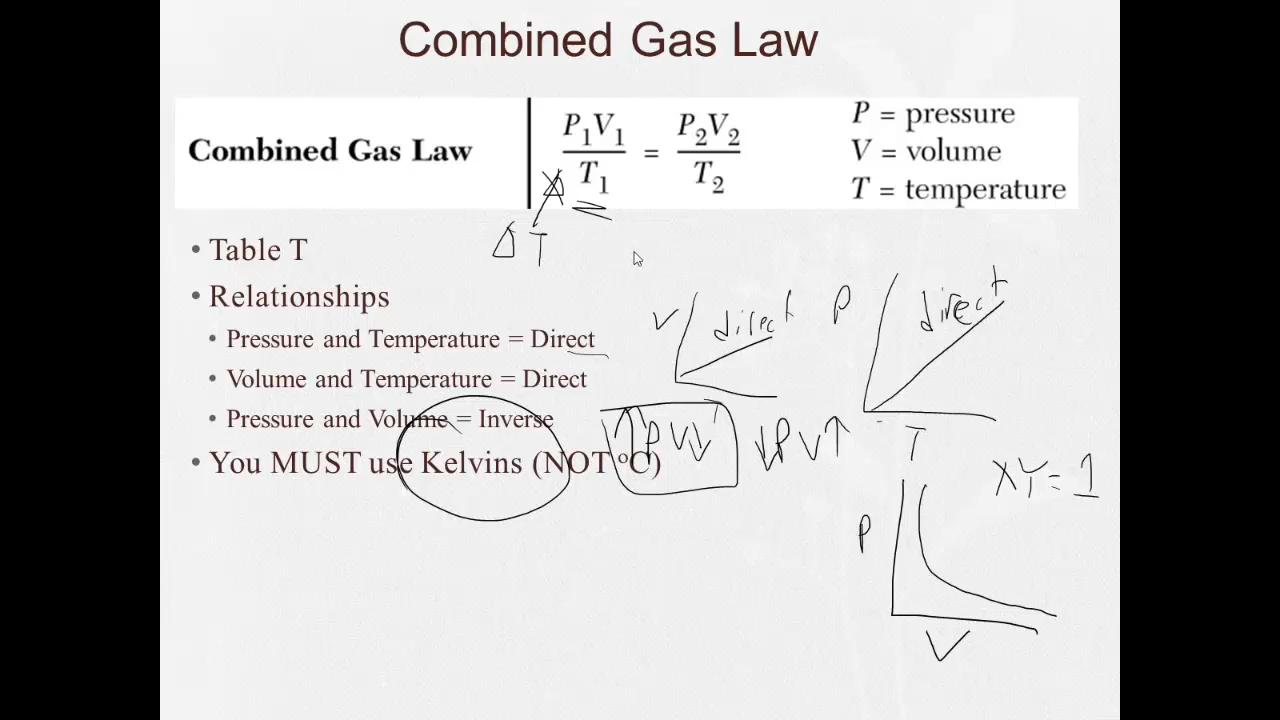 Combined Gas Law
Combined Gas Law
P₁V₁ / T₁ = P₂V₂ / T₂
P = pressure
V = volume
T = temperature
Δ T
• Table T
• Relationships
• Pressure and Temperature = Direct
• Volume and Temperature = Direct
• Pressure and Volume = Inverse
• You MUST use Kelvins (NOT °C)
V direct
P direct
T
↑P V↓
↓P V↑
XY=1
P
V